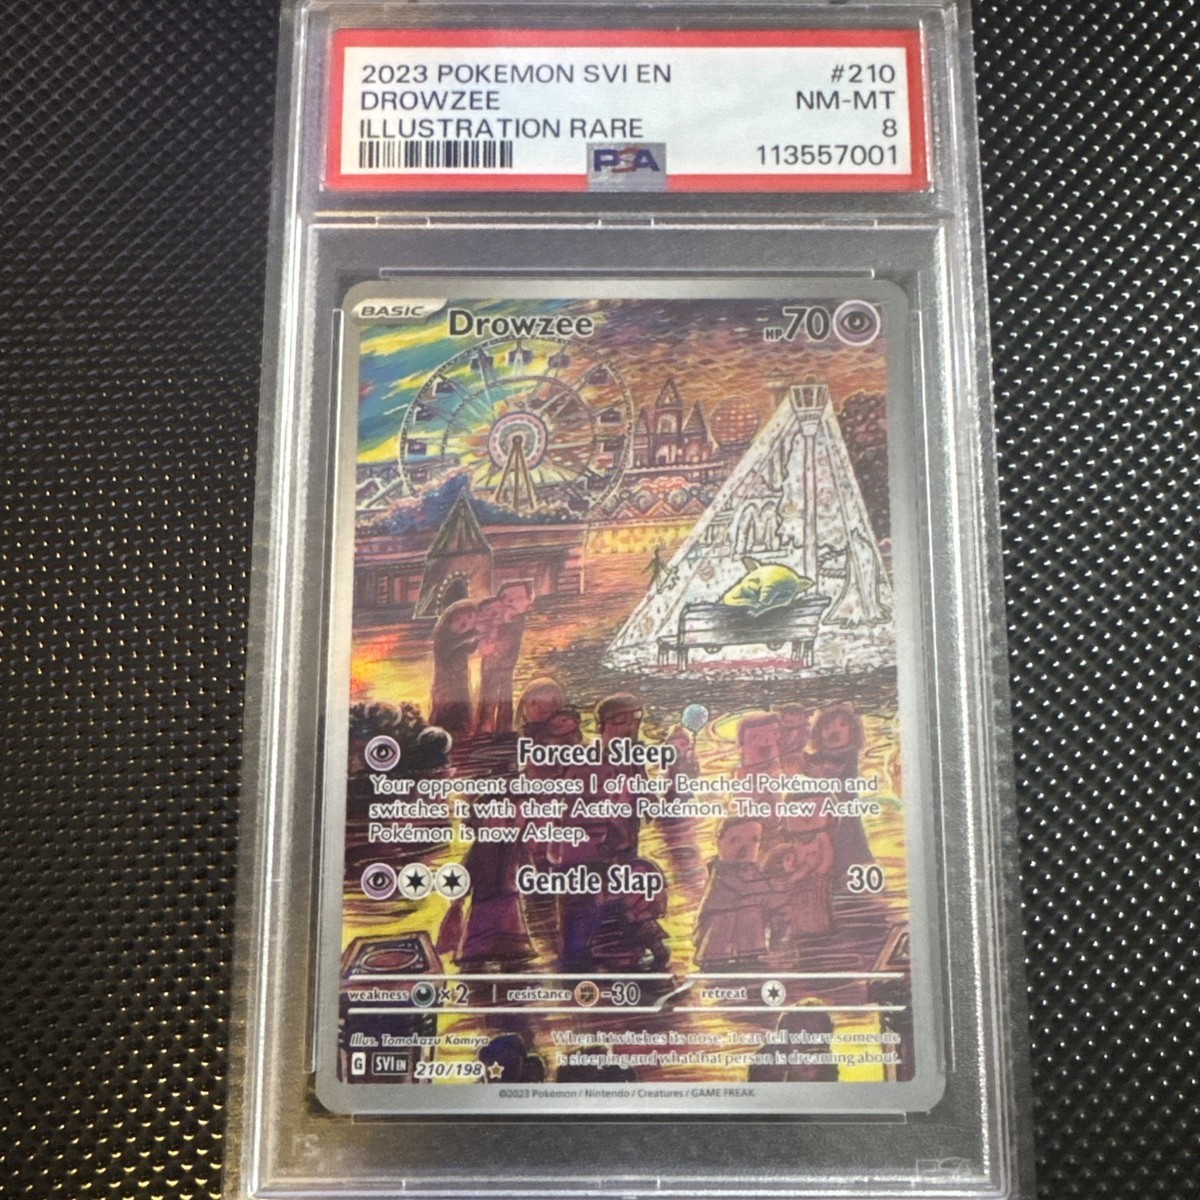 2023 POKEMON SVI EN #210
DROWZEE NM-MT
ILLUSTRATION RARE 8
PSA 113557001
BASIC Drowzee HP 70
Forced Sleep
Your opponent chooses 1 of their Benched Pokémon and
switches it with their Active Pokémon. The new Active
Pokémon is now Asleep.
Gentle Slap 30
weakness ×2 resistance -30 retreat
Illus. Tomokazu Komiya When it twitches its nose, it can tell where someone
is sleeping and what that person is dreaming about.
G SVI EN 210/198
©2023 Pokémon / Nintendo / Creatures / GAME FREAK
PSA